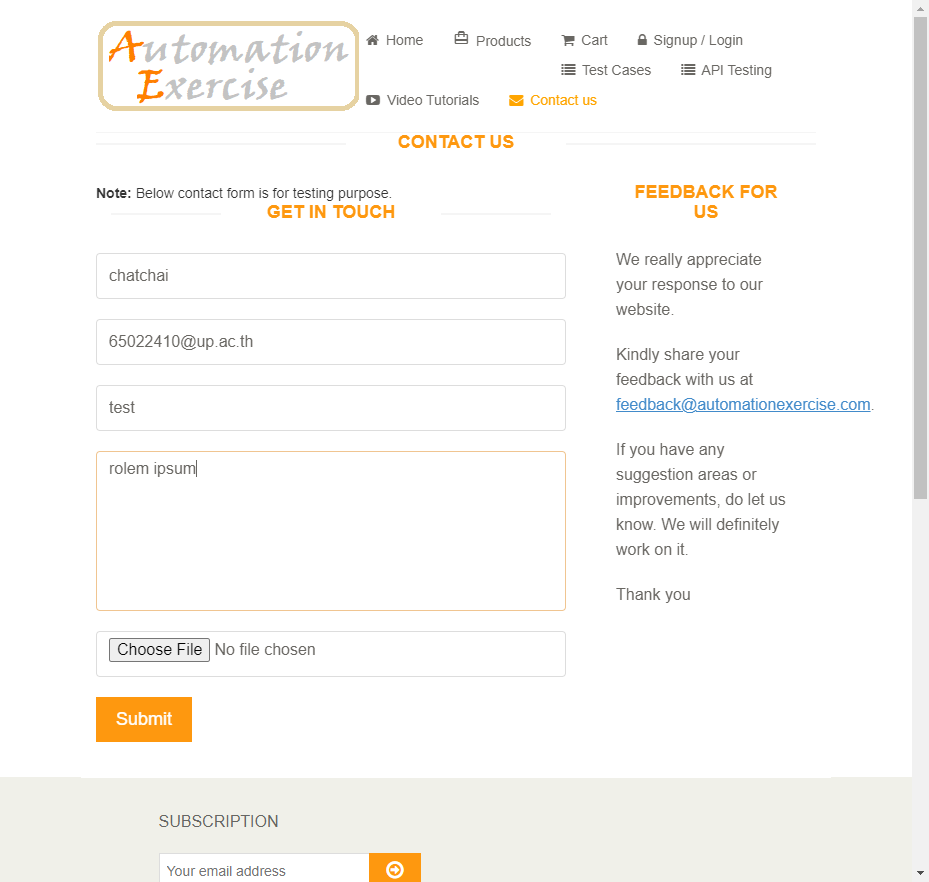 Automation
Exercise
Home
Products
Cart
Signup / Login
Test Cases
API Testing
Video Tutorials
Contact us
CONTACT US
Note: Below contact form is for testing purpose.
GET IN TOUCH
chatchai
65022410@up.ac.th
test
rolem ipsum
Choose File No file chosen
Submit
FEEDBACK FOR
US
We really appreciate
your response to our
website.
Kindly share your
feedback with us at
feedback@automationexercise.com.
If you have any
suggestion areas or
improvements, do let us
know. We will definitely
work on it.
Thank you
SUBSCRIPTION
Your email address